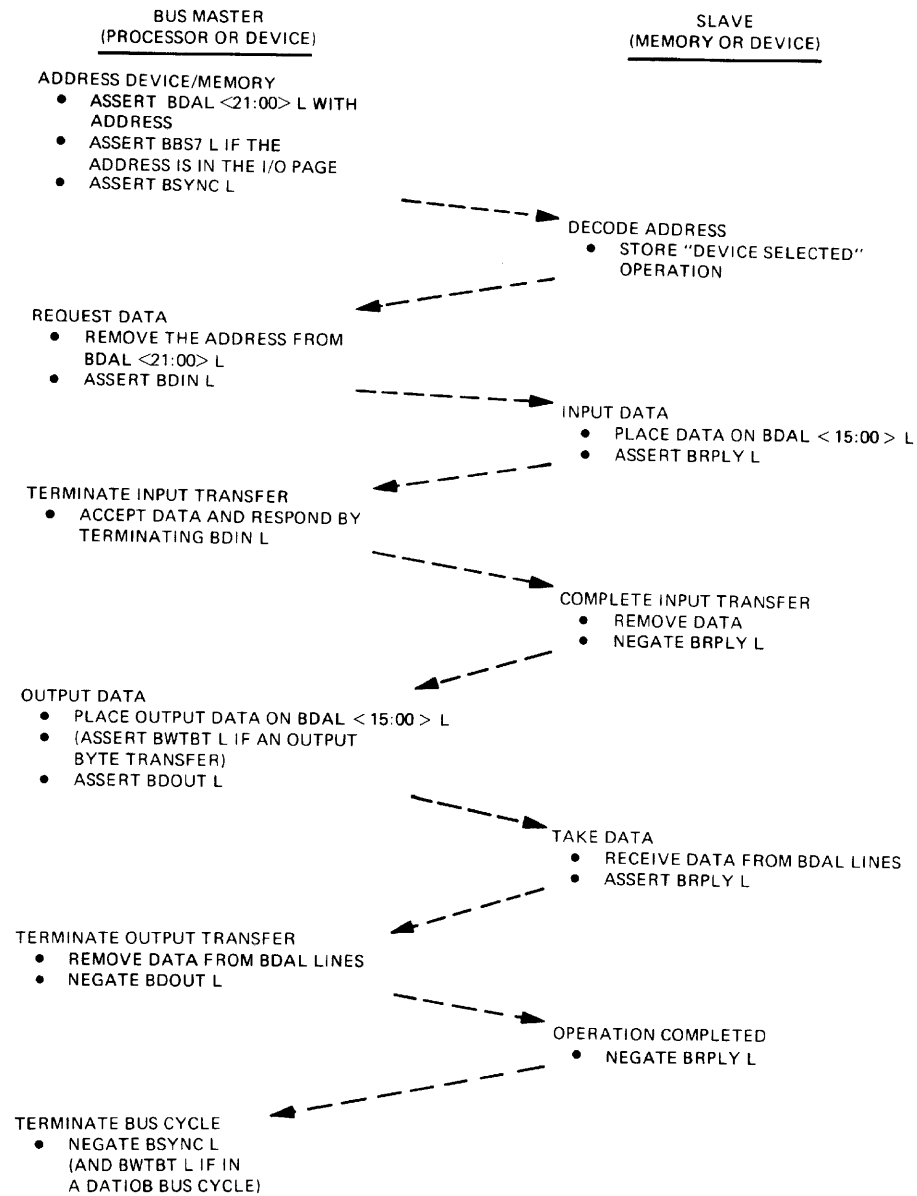 BUS MASTER
(PROCESSOR OR DEVICE)
SLAVE
(MEMORY OR DEVICE)
ADDRESS DEVICE/MEMORY
• ASSERT BDAL <21:00> L WITH
ADDRESS
• ASSERT BBS7 L IF THE
ADDRESS IS IN THE I/O PAGE
• ASSERT BSYNC L
DECODE ADDRESS
• STORE "DEVICE SELECTED"
OPERATION
REQUEST DATA
• REMOVE THE ADDRESS FROM
BDAL <21:00> L
• ASSERT BDIN L
INPUT DATA
• PLACE DATA ON BDAL < 15:00 > L
• ASSERT BRPLY L
TERMINATE INPUT TRANSFER
• ACCEPT DATA AND RESPOND BY
TERMINATING BDIN L
COMPLETE INPUT TRANSFER
• REMOVE DATA
• NEGATE BRPLY L
OUTPUT DATA
• PLACE OUTPUT DATA ON BDAL < 15:00 > L
• (ASSERT BWTBT L IF AN OUTPUT
BYTE TRANSFER)
• ASSERT BDOUT L
TAKE DATA
• RECEIVE DATA FROM BDAL LINES
• ASSERT BRPLY L
TERMINATE OUTPUT TRANSFER
• REMOVE DATA FROM BDAL LINES
• NEGATE BDOUT L
OPERATION COMPLETED
• NEGATE BRPLY L
TERMINATE BUS CYCLE
• NEGATE BSYNC L
(AND BWTBT L IF IN
A DATIOB BUS CYCLE)